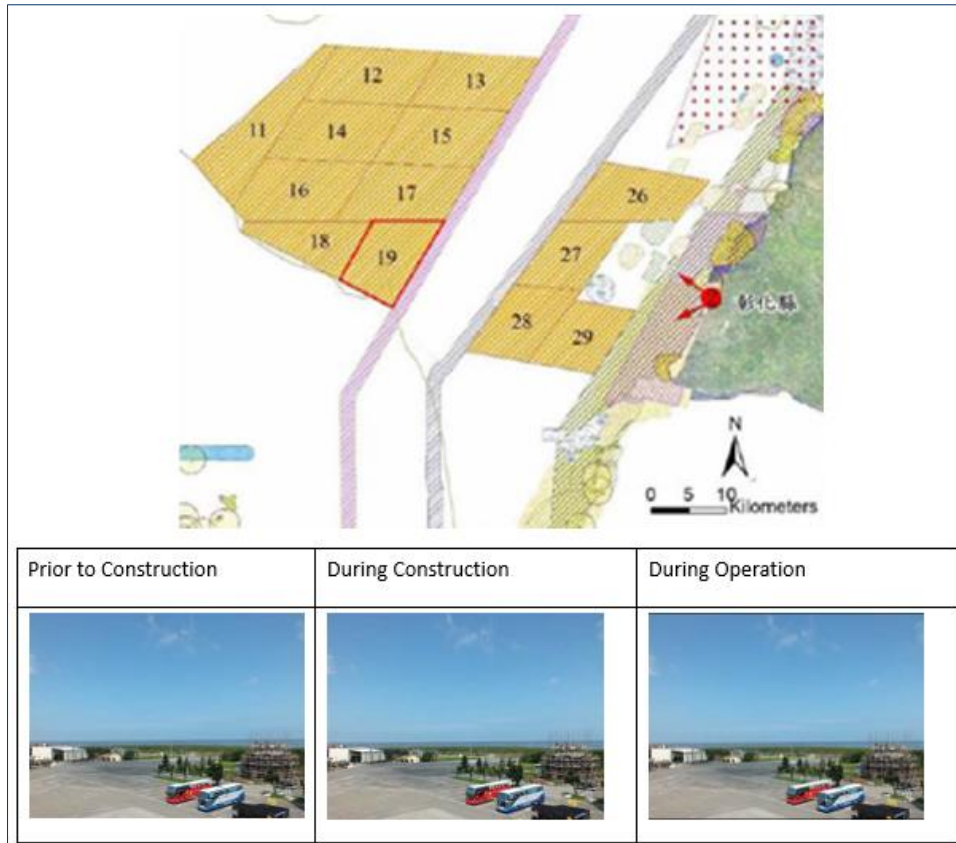 12
13
11
14
15
16
17
26
18
19
27
28
29
彰化縣
N
0 5 10 Kilometers
Prior to Construction
During Construction
During Operation